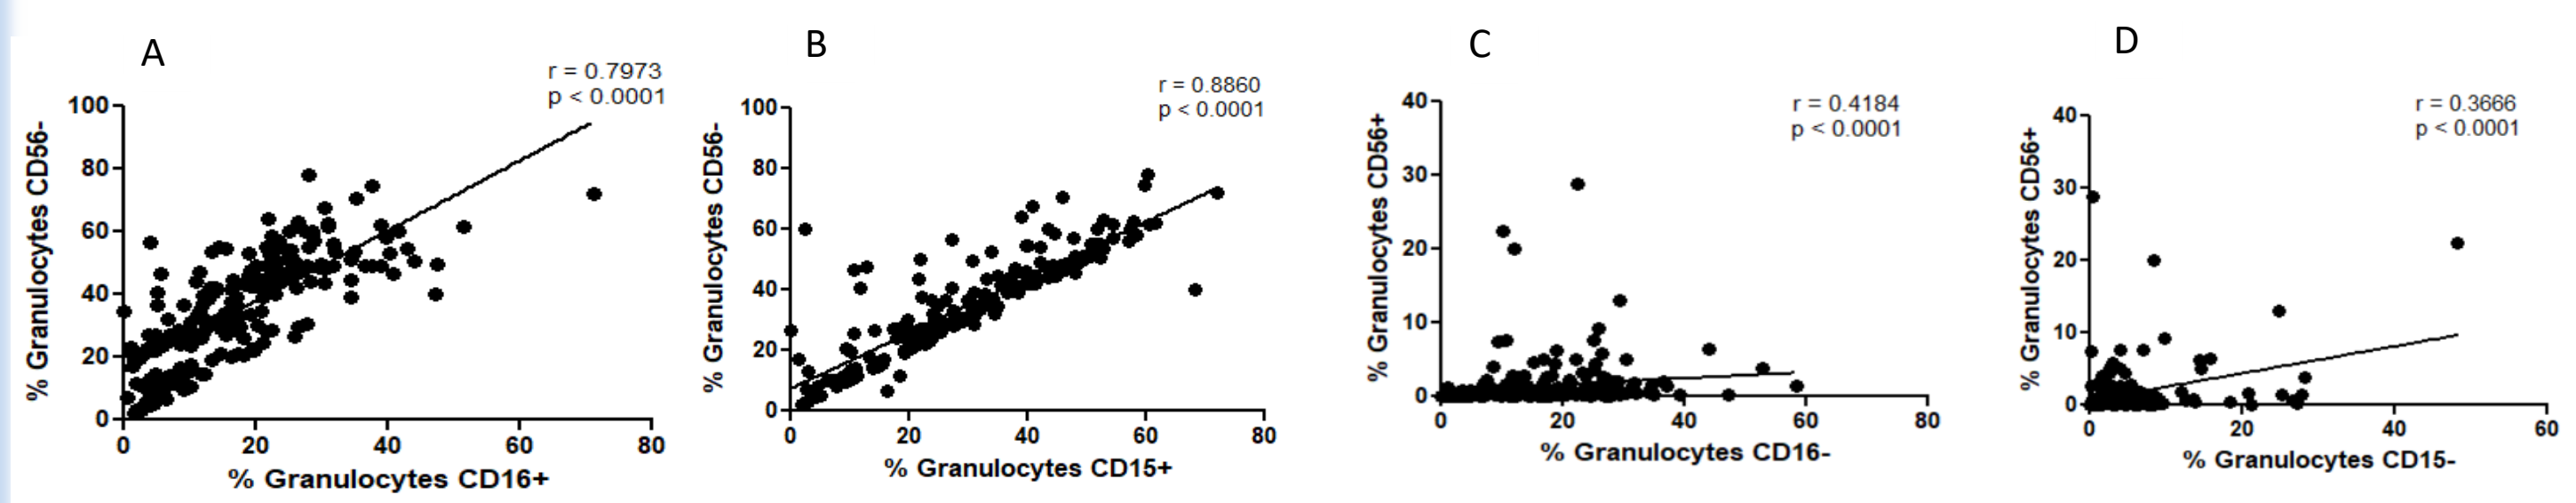 A
r = 0.7973
p < 0.0001
% Granulocytes CD56-
100
80
60
40
20
0
0 20 40 60 80
% Granulocytes CD16+
B
r = 0.8860
p < 0.0001
% Granulocytes CD56-
100
80
60
40
20
0
0 20 40 60 80
% Granulocytes CD15+
C
r = 0.4184
p < 0.0001
% Granulocytes CD56+
40
30
20
10
0
0 20 40 60 80
% Granulocytes CD16-
D
r = 0.3666
p < 0.0001
% Granulocytes CD56+
40
30
20
10
0
0 20 40 60
% Granulocytes CD15-